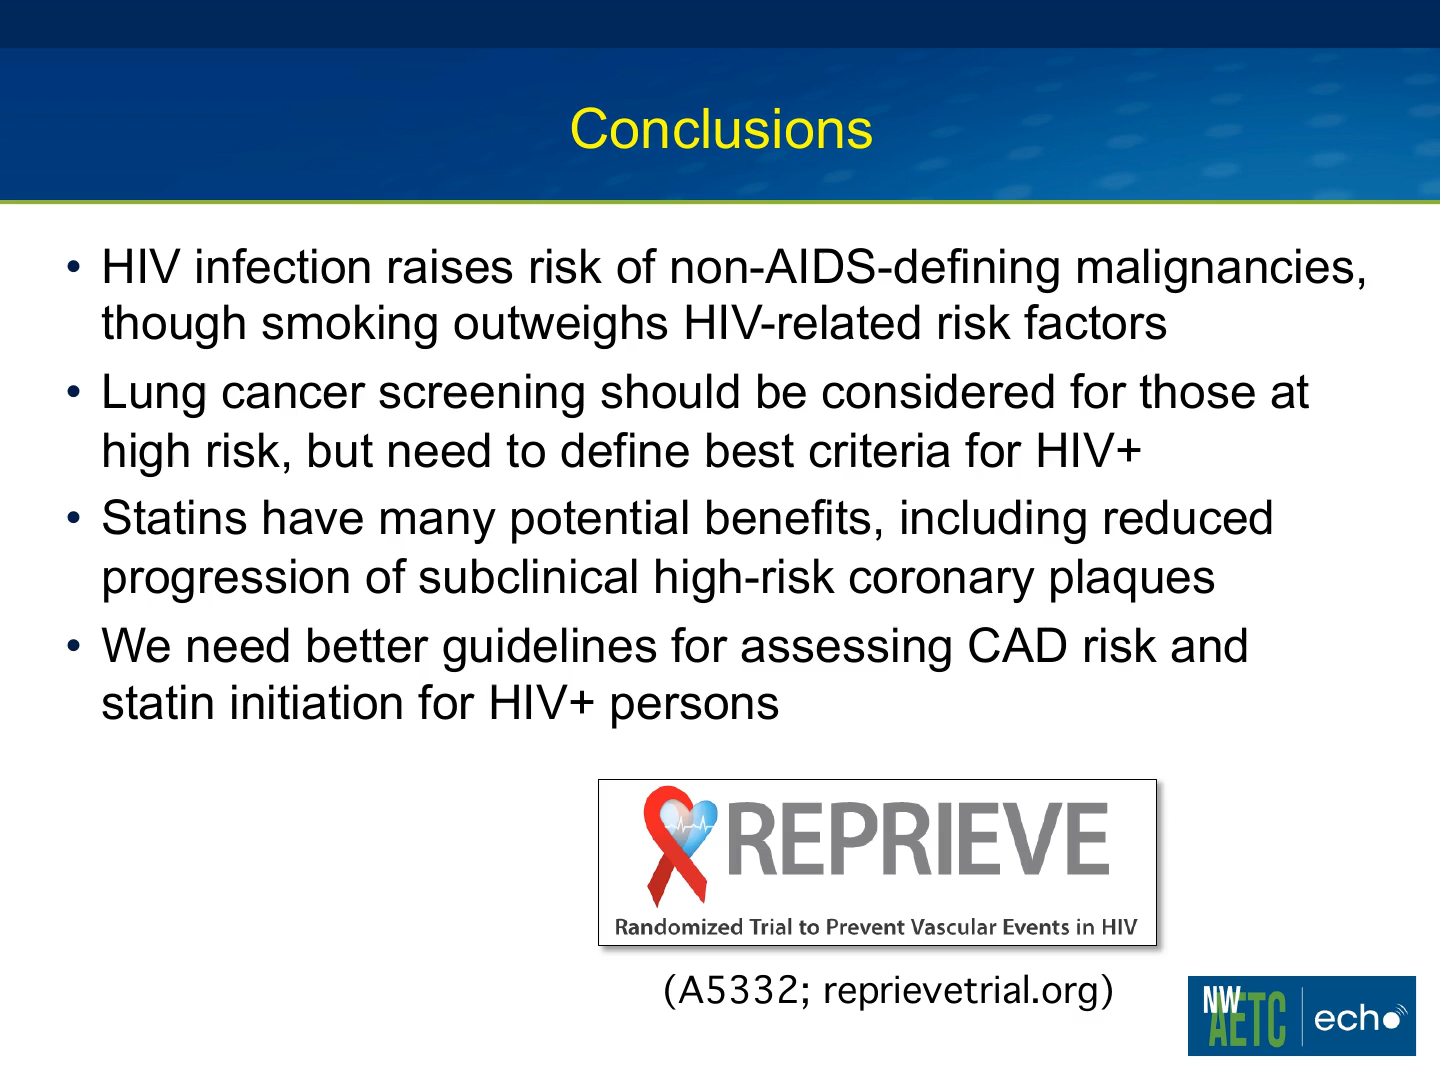 Conclusions
• HIV infection raises risk of non-AIDS-defining malignancies,
though smoking outweighs HIV-related risk factors
• Lung cancer screening should be considered for those at
high risk, but need to define best criteria for HIV+
• Statins have many potential benefits, including reduced
progression of subclinical high-risk coronary plaques
• We need better guidelines for assessing CAD risk and
statin initiation for HIV+ persons
REPRIEVE
Randomized Trial to Prevent Vascular Events in HIV
(A5332; reprievetrial.org)
NW
AETC
echo